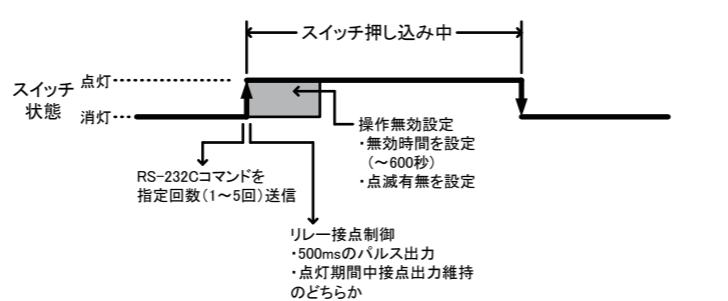 スイッチ押し込み中
スイッチ
状態
点灯
消灯
操作無効設定
・無効時間を設定
(～600秒)
・点滅有無を設定
RS-232Cコマンドを
指定回数(1～5回)送信
リレー接点制御
・500msのパルス出力
・点灯期間中接点出力維持
のどちらか